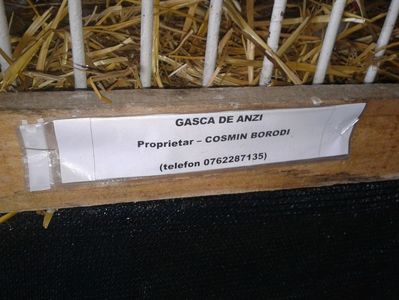 GASCA DE ANZI
Proprietar – COSMIN BORODI
(telefon 0762287135)